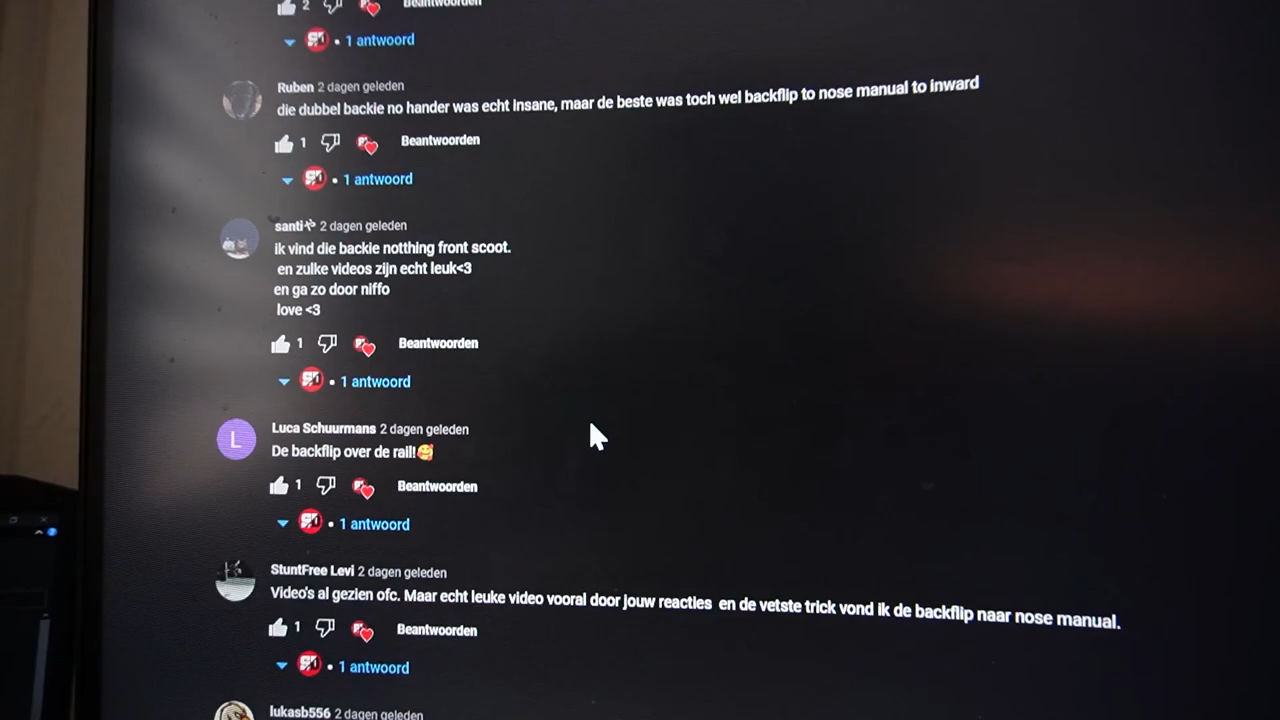 2 Beantwoorden
• 1 antwoord
Ruben 2 dagen geleden
die dubbel backie no hander was echt insane, maar de beste was toch wel backflip to nose manual to inward
1 Beantwoorden
• 1 antwoord
santi 2 dagen geleden
ik vind die backie notthing front scoot.
en zulke videos zijn echt leuk<3
en ga zo door niffo
love <3
1 Beantwoorden
• 1 antwoord
L
Luca Schuurmans 2 dagen geleden
De backflip over de rail!🥰
1 Beantwoorden
• 1 antwoord
StuntFree Levi 2 dagen geleden
Video's al gezien ofc. Maar echt leuke video vooral door jouw reacties en de vetste trick vond ik de backflip naar nose manual.
1 Beantwoorden
• 1 antwoord
lukasb556 2 dagen geleden